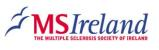 MSIreland
THE MULTIPLE SCLEROSIS SOCIETY OF IRELAND